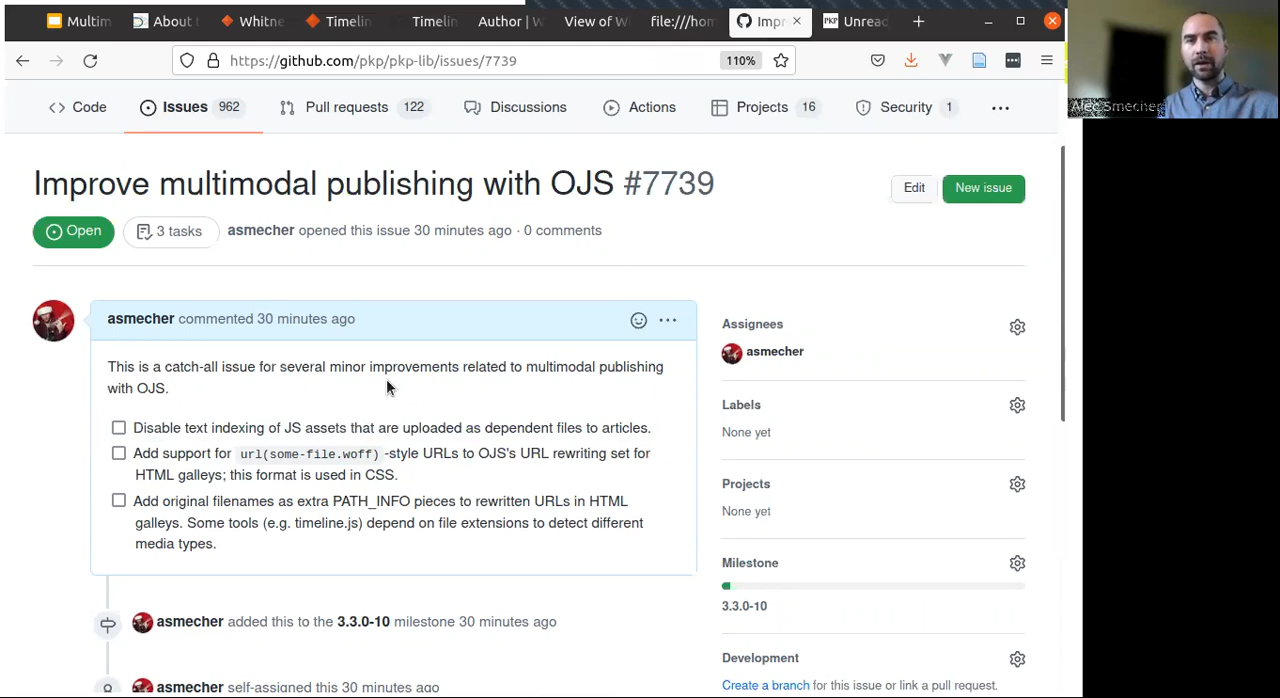 Multim
About
Whitne
Timelin
Timelin
Author | W
View of W
file:///hom
Impr
PKP
Unread
https://github.com/pkp/pkp-lib/issues/7739
110%
Alec Smecher
Code
Issues 962
Pull requests 122
Discussions
Actions
Projects 16
Security 1
Improve multimodal publishing with OJS #7739
Edit
New issue
Open
3 tasks
asmecher opened this issue 30 minutes ago · 0 comments
asmecher commented 30 minutes ago
This is a catch-all issue for several minor improvements related to multimodal publishing
with OJS.
Disable text indexing of JS assets that are uploaded as dependent files to articles.
Add support for url(some-file.woff) -style URLs to OJS's URL rewriting set for
HTML galleys; this format is used in CSS.
Add original filenames as extra PATH_INFO pieces to rewritten URLs in HTML
galleys. Some tools (e.g. timeline.js) depend on file extensions to detect different
media types.
asmecher added this to the 3.3.0-10 milestone 30 minutes ago
asmecher self-assigned this 30 minutes ago
Assignees
asmecher
Labels
None yet
Projects
None yet
Milestone
3.3.0-10
Development
Create a branch for this issue or link a pull request.